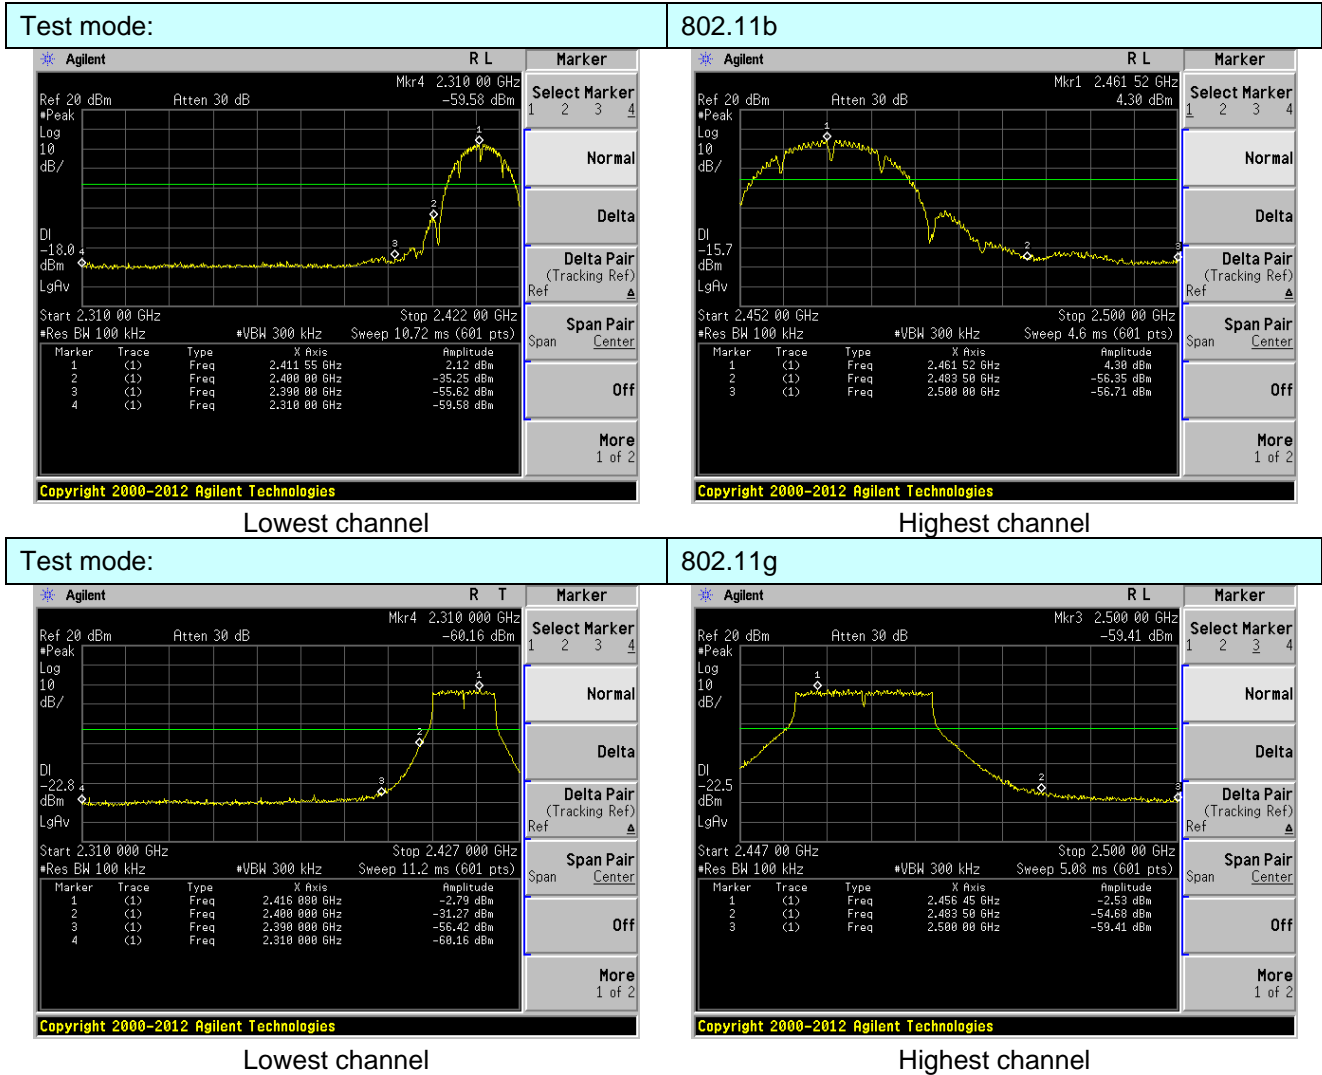 Test mode: 802.11b
Agilent R L Marker
Mkr4 2.310 00 GHz
Ref 20 dBm Atten 30 dB -59.58 dBm
#Peak
Log
10
dB/
DI
-18.0
dBm
LgAv
1
2
3
4
Start 2.310 00 GHz Stop 2.422 00 GHz
#Res BW 100 kHz #VBW 300 kHz Sweep 10.72 ms (601 pts)
Marker Trace Type X Axis Amplitude
1 (1) Freq 2.411 55 GHz 2.12 dBm
2 (1) Freq 2.400 00 GHz -35.25 dBm
3 (1) Freq 2.390 00 GHz -55.62 dBm
4 (1) Freq 2.310 00 GHz -59.58 dBm
Select Marker
1 2 3 4
Normal
Delta
Delta Pair
(Tracking Ref)
Ref Δ
Span Pair
Span Center
Off
More
1 of 2
Copyright 2000-2012 Agilent Technologies
Lowest channel
Agilent R L Marker
Mkr1 2.461 52 GHz
Ref 20 dBm Atten 30 dB 4.30 dBm
#Peak
Log
10
dB/
DI
-15.7
dBm
LgAv
1
2
3
Start 2.452 00 GHz Stop 2.500 00 GHz
#Res BW 100 kHz #VBW 300 kHz Sweep 4.6 ms (601 pts)
Marker Trace Type X Axis Amplitude
1 (1) Freq 2.461 52 GHz 4.30 dBm
2 (1) Freq 2.483 50 GHz -56.35 dBm
3 (1) Freq 2.500 00 GHz -56.71 dBm
Select Marker
1 2 3 4
Normal
Delta
Delta Pair
(Tracking Ref)
Ref Δ
Span Pair
Span Center
Off
More
1 of 2
Copyright 2000-2012 Agilent Technologies
Highest channel
Test mode: 802.11g
Agilent R T Marker
Mkr4 2.310 000 GHz
Ref 20 dBm Atten 30 dB -60.16 dBm
#Peak
Log
10
dB/
DI
-22.8
dBm
LgAv
1
2
3
4
Start 2.310 000 GHz Stop 2.427 000 GHz
#Res BW 100 kHz #VBW 300 kHz Sweep 11.2 ms (601 pts)
Marker Trace Type X Axis Amplitude
1 (1) Freq 2.416 080 GHz -2.79 dBm
2 (1) Freq 2.400 000 GHz -31.27 dBm
3 (1) Freq 2.390 000 GHz -56.42 dBm
4 (1) Freq 2.310 000 GHz -60.16 dBm
Select Marker
1 2 3 4
Normal
Delta
Delta Pair
(Tracking Ref)
Ref Δ
Span Pair
Span Center
Off
More
1 of 2
Copyright 2000-2012 Agilent Technologies
Lowest channel
Agilent R L Marker
Mkr3 2.500 00 GHz
Ref 20 dBm Atten 30 dB -59.41 dBm
#Peak
Log
10
dB/
DI
-22.5
dBm
LgAv
1
2
3
Start 2.447 00 GHz Stop 2.500 00 GHz
#Res BW 100 kHz #VBW 300 kHz Sweep 5.08 ms (601 pts)
Marker Trace Type X Axis Amplitude
1 (1) Freq 2.456 45 GHz -2.53 dBm
2 (1) Freq 2.483 50 GHz -54.68 dBm
3 (1) Freq 2.500 00 GHz -59.41 dBm
Select Marker
1 2 3 4
Normal
Delta
Delta Pair
(Tracking Ref)
Ref Δ
Span Pair
Span Center
Off
More
1 of 2
Copyright 2000-2012 Agilent Technologies
Highest channel